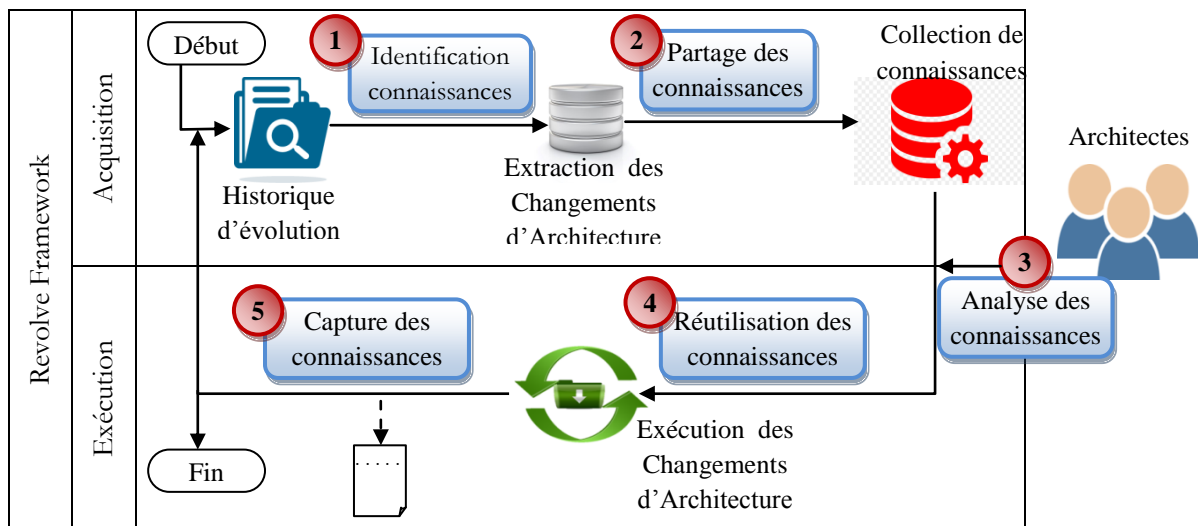 Revolve Framework
Acquisition
Exécution
Début
1
Identification
connaissances
2
Partage des
connaissances
Collection de
connaissances
Architectes
Historique
d'évolution
Extraction des
Changements
d'Architecture
3
Analyse des
connaissances
4
Réutilisation des
connaissances
5
Capture des
connaissances
Exécution des
Changements
d'Architecture
Fin
.....